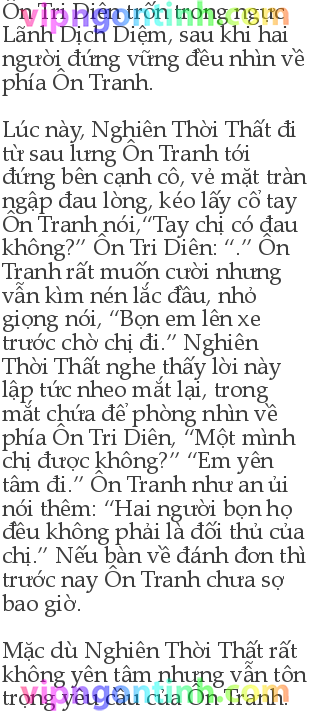 Ôn Tri Diên trốn trong ngực
Lãnh Dịch Diệm, sau khi hai
người đứng vững đều nhìn về
phía Ôn Tranh.
Lúc này, Nghiên Thời Thất đi
từ sau lưng Ôn Tranh tới
đứng bên cạnh cô, vẻ mặt tràn
ngập đau lòng, kéo lấy cổ tay
Ôn Tranh nói,“Tay chị có đau
không?” Ôn Tri Diên: “.” Ôn
Tranh rất muốn cười nhưng
vẫn kìm nén lắc đầu, nhỏ
giọng nói, “Bọn em lên xe
trước chờ chị đi.” Nghiên
Thời Thất nghe thấy lời này
lập tức nheo mắt lại, trong
mắt chứa để phòng nhìn về
phía Ôn Tri Diên, “Một mình
chị được không?” “Em yên
tâm đi.” Ôn Tranh như an ủi
nói thêm: “Hai người bọn họ
đều không phải là đối thủ của
chị.” Nếu bàn về đánh đơn thì
trước nay Ôn Tranh chưa sợ
bao giờ.
Mặc dù Nghiên Thời Thất rất
không yên tâm nhưng vẫn tôn
trọng yêu cầu của Ôn Tranh.
vipngontinh.com
vipngontinh.com